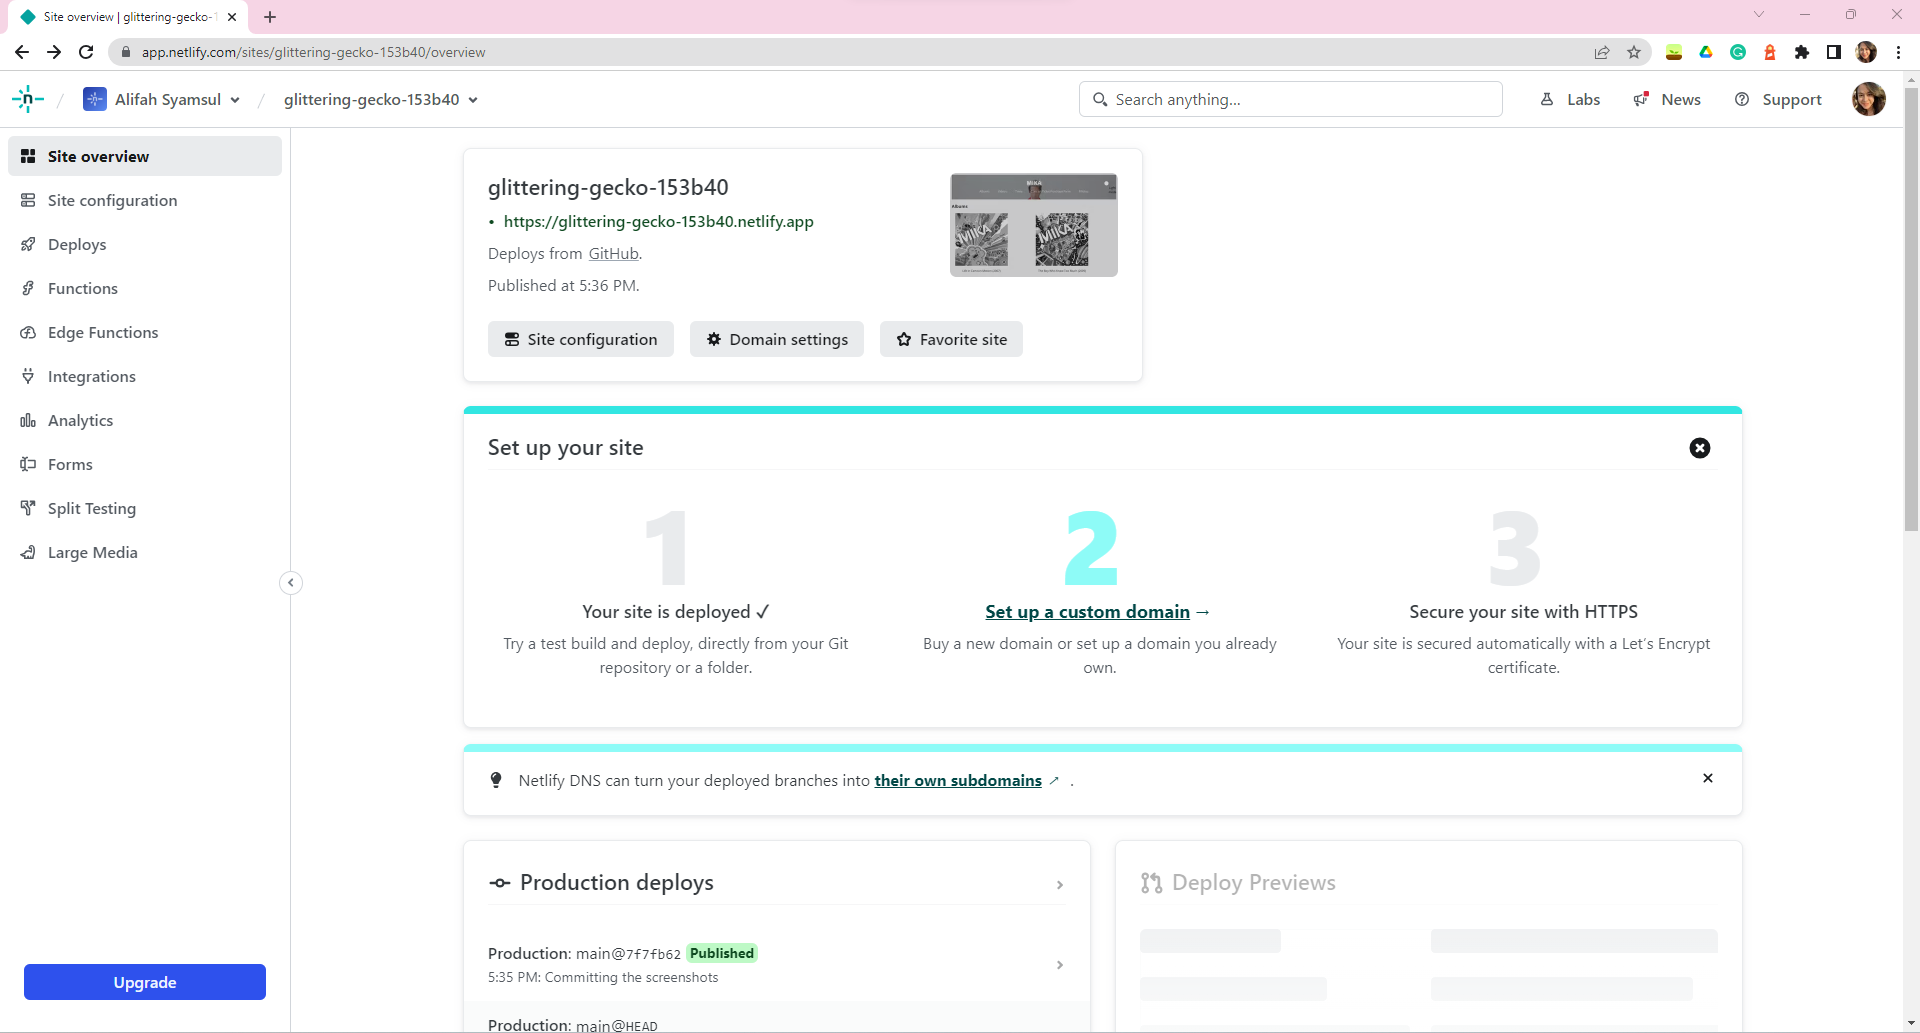 Site overview | glittering-gecko-1
app.netlify.com/sites/glittering-gecko-153b40/overview
Alifah Syamsul
glittering-gecko-153b40
Search anything...
Labs
News
Support
Site overview
Site configuration
Deploys
Functions
Edge Functions
Integrations
Analytics
Forms
Split Testing
Large Media
Upgrade
glittering-gecko-153b40
• https://glittering-gecko-153b40.netlify.app
Deploys from GitHub.
Published at 5:36 PM.
MIKA
Albums
MIKA
MIKA
Site configuration
Domain settings
Favorite site
Set up your site
1
Your site is deployed ✓
Try a test build and deploy, directly from your Git
repository or a folder.
2
Set up a custom domain →
Buy a new domain or set up a domain you already
own.
3
Secure your site with HTTPS
Your site is secured automatically with a Let's Encrypt
certificate.
Netlify DNS can turn your deployed branches into their own subdomains ↗ .
Production deploys
Production: main@7f7fb62 Published
5:35 PM: Committing the screenshots
Production: main@HEAD
Deploy Previews